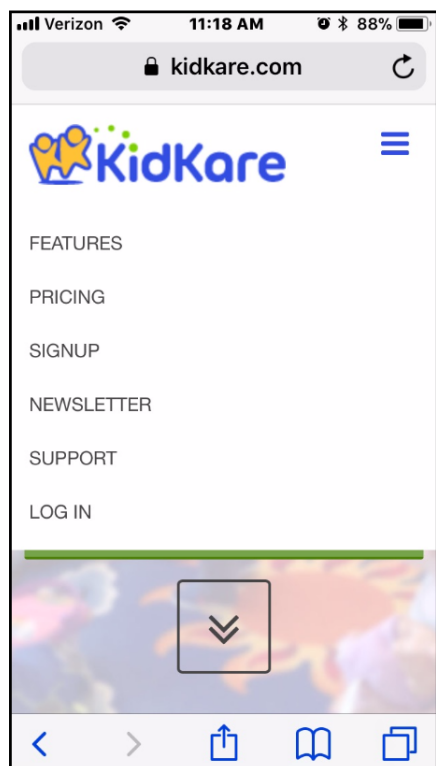 Verizon 11:18 AM 88%
kidkare.com
KidKare
FEATURES
PRICING
SIGNUP
NEWSLETTER
SUPPORT
LOG IN